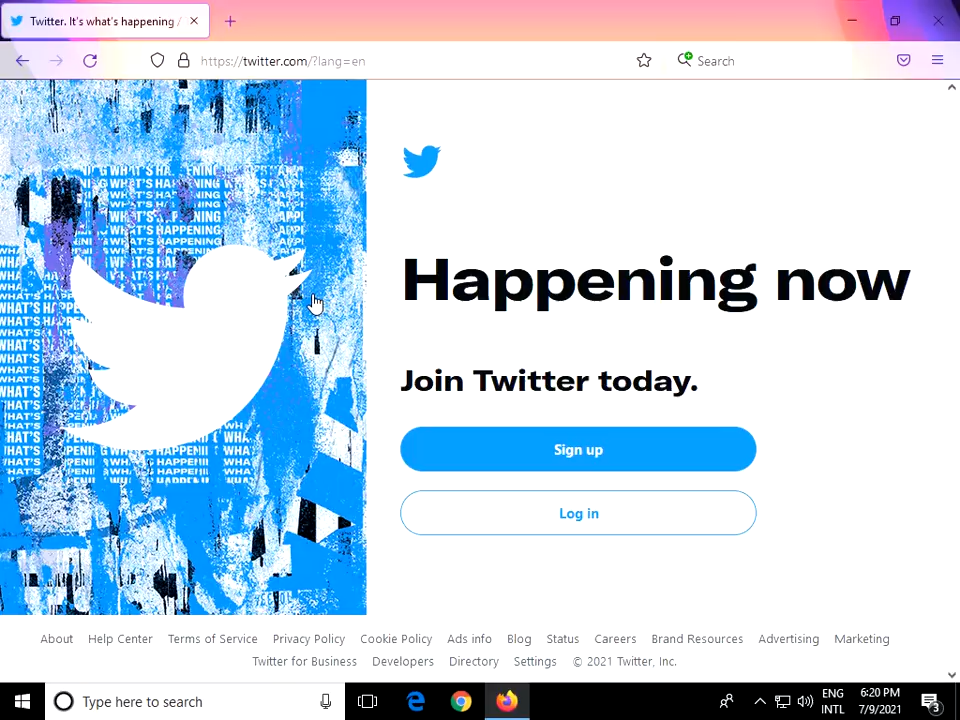 Twitter. It's what's happening /
https://twitter.com/?lang=en
Search
WHAT'S HAPPENING
Happening now
Join Twitter today.
Sign up
Log in
About Help Center Terms of Service Privacy Policy Cookie Policy Ads info Blog Status Careers Brand Resources Advertising Marketing
Twitter for Business Developers Directory Settings © 2021 Twitter, Inc.
Type here to search
ENG
INTL
6:20 PM
7/9/2021
3